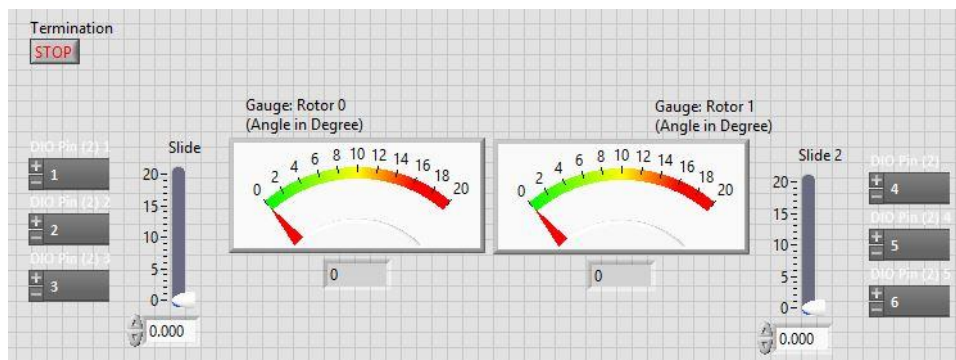 Termination
STOP
Gauge: Rotor 0
(Angle in Degree)
Gauge: Rotor 1
(Angle in Degree)
DIO Pin (2) 1
1
DIO Pin (2) 2
2
DIO Pin (2) 3
3
Slide
20
15
10
5
0
0.000
0 2 4 6 8 10 12 14 16 18 20
0
0 2 4 6 8 10 12 14 16 18 20
0
Slide 2
20
15
10
5
0
0.000
DIO Pin (2)
4
DIO Pin (2) 4
5
DIO Pin (2) 5
6